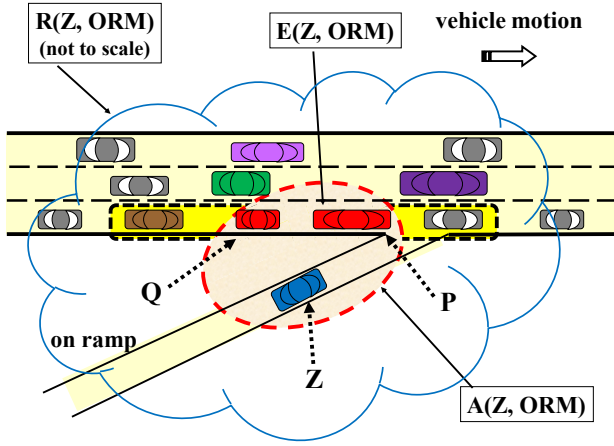 R(Z, ORM)
(not to scale)
E(Z, ORM)
vehicle motion
Q
P
on ramp
Z
A(Z, ORM)